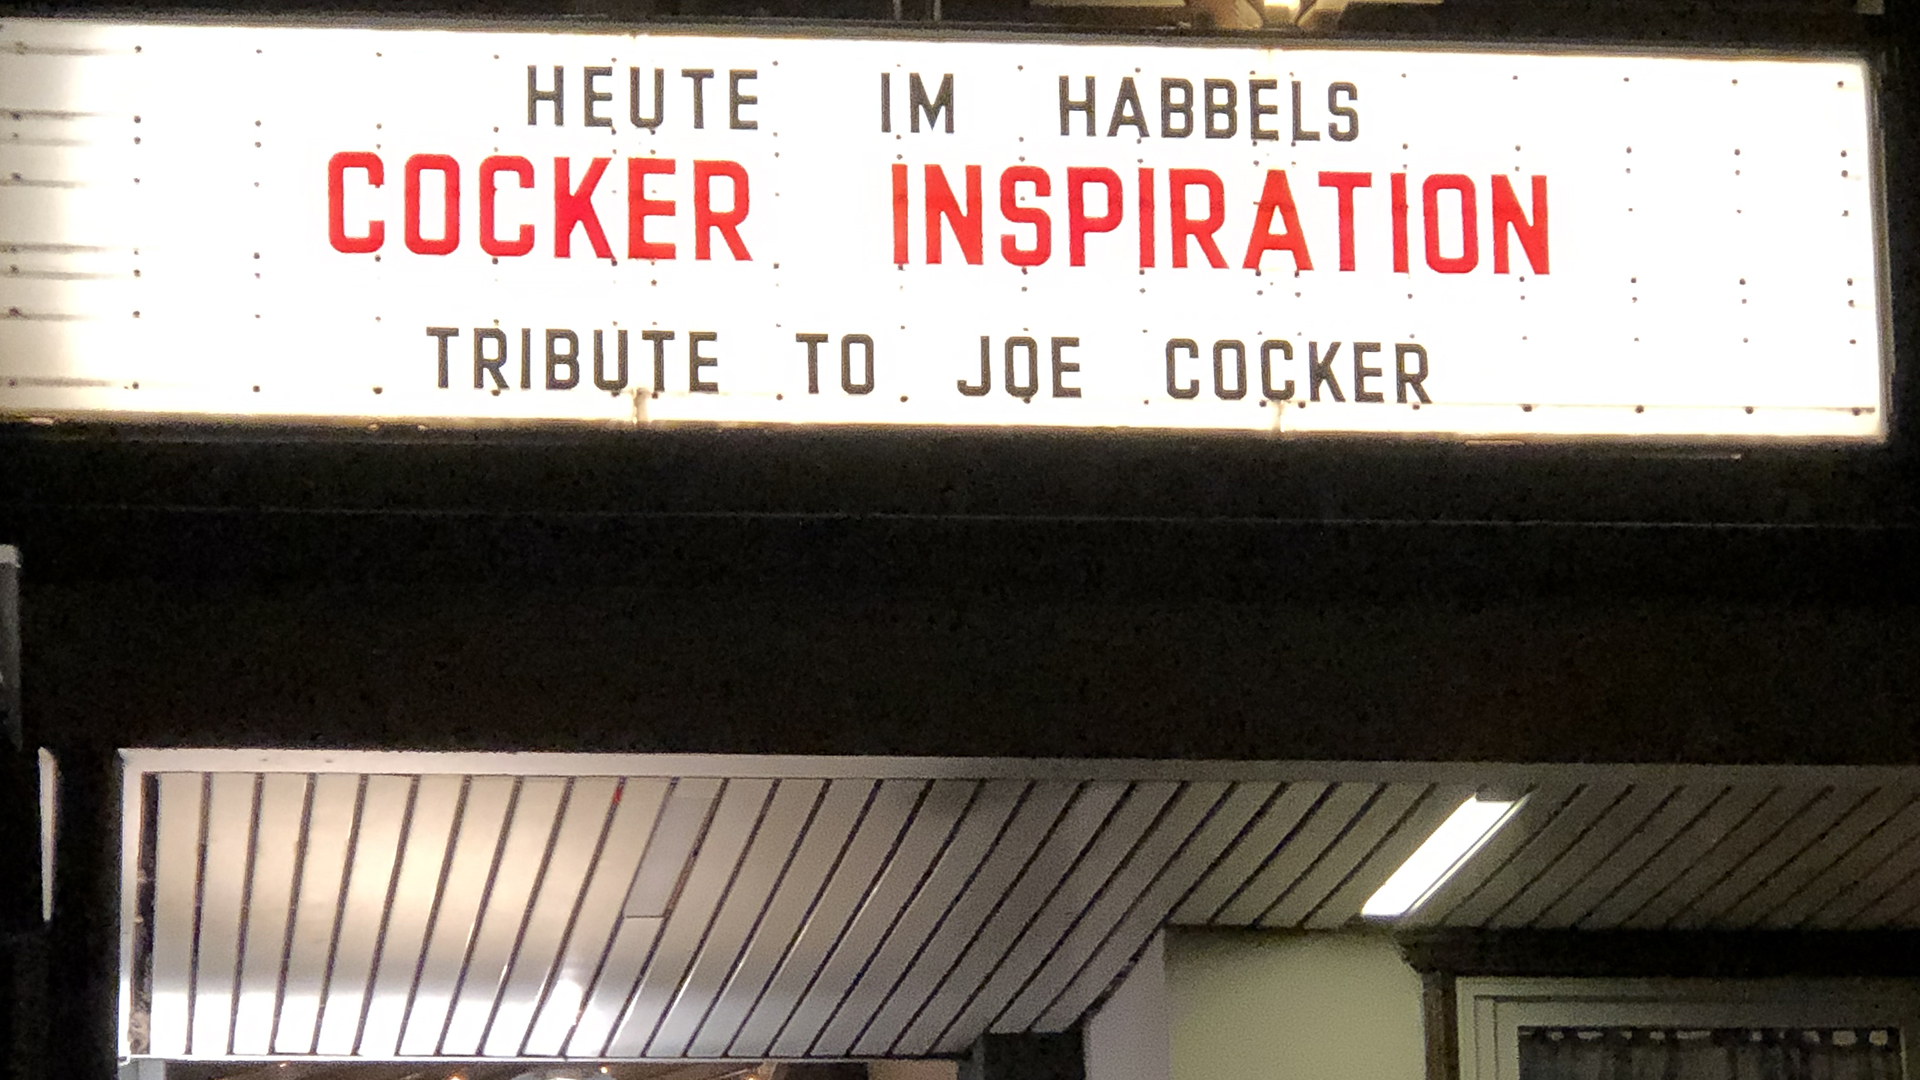 HEUTE IM HABBELS
COCKER INSPIRATION
TRIBUTE TO JOE COCKER